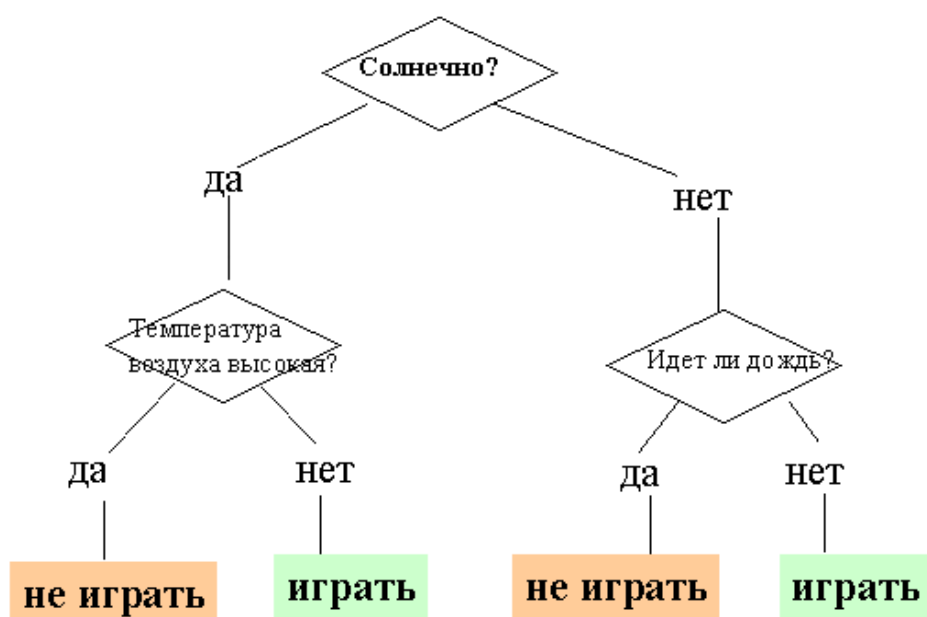 Солнечно?
да
нет
Температура
воздуха высокая?
Идет ли дождь?
да
нет
да
нет
не играть
играть
не играть
играть